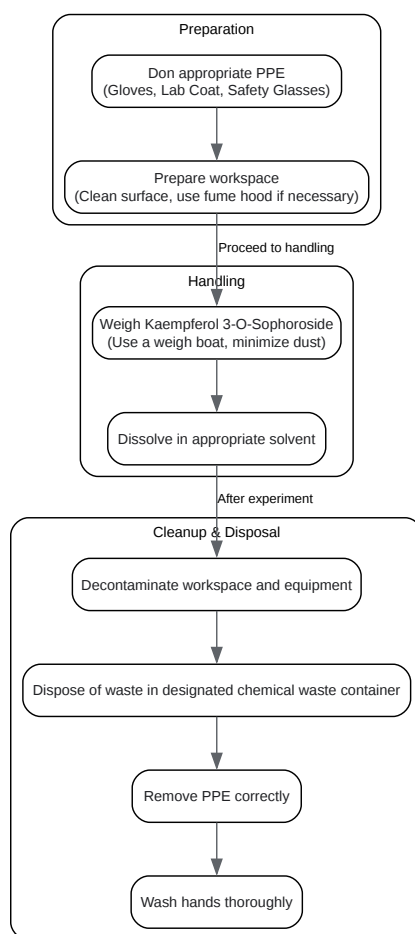 Preparation
Don appropriate PPE
(Gloves, Lab Coat, Safety Glasses)
Prepare workspace
(Clean surface, use fume hood if necessary)
Proceed to handling
Handling
Weigh Kaempferol 3-O-Sophoroside
(Use a weigh boat, minimize dust)
Dissolve in appropriate solvent
After experiment
Cleanup & Disposal
Decontaminate workspace and equipment
Dispose of waste in designated chemical waste container
Remove PPE correctly
Wash hands thoroughly